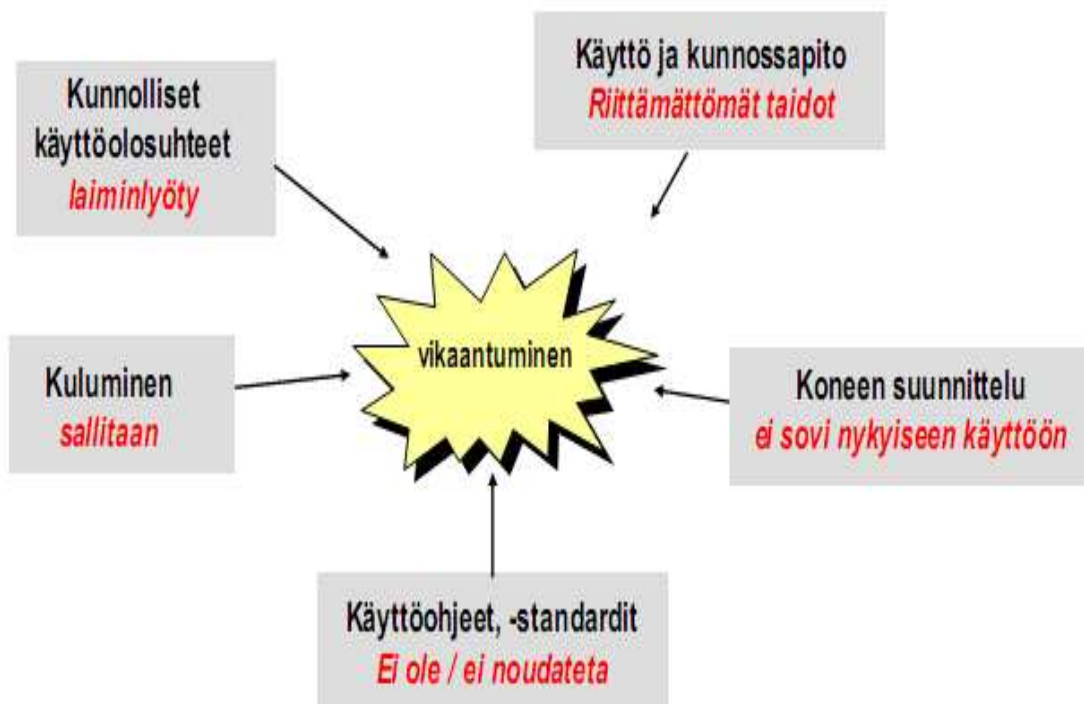 Käyttö ja kunnossapito
Riittämättömät taidot
Kunnolliset
käyttöolosuhteet
laiminlyöty
vikaantuminen
Kuluminen
sallitaan
Koneen suunnittelu
ei sovi nykyiseen käyttöön
Käyttöohjeet, -standardit
Ei ole / ei noudateta